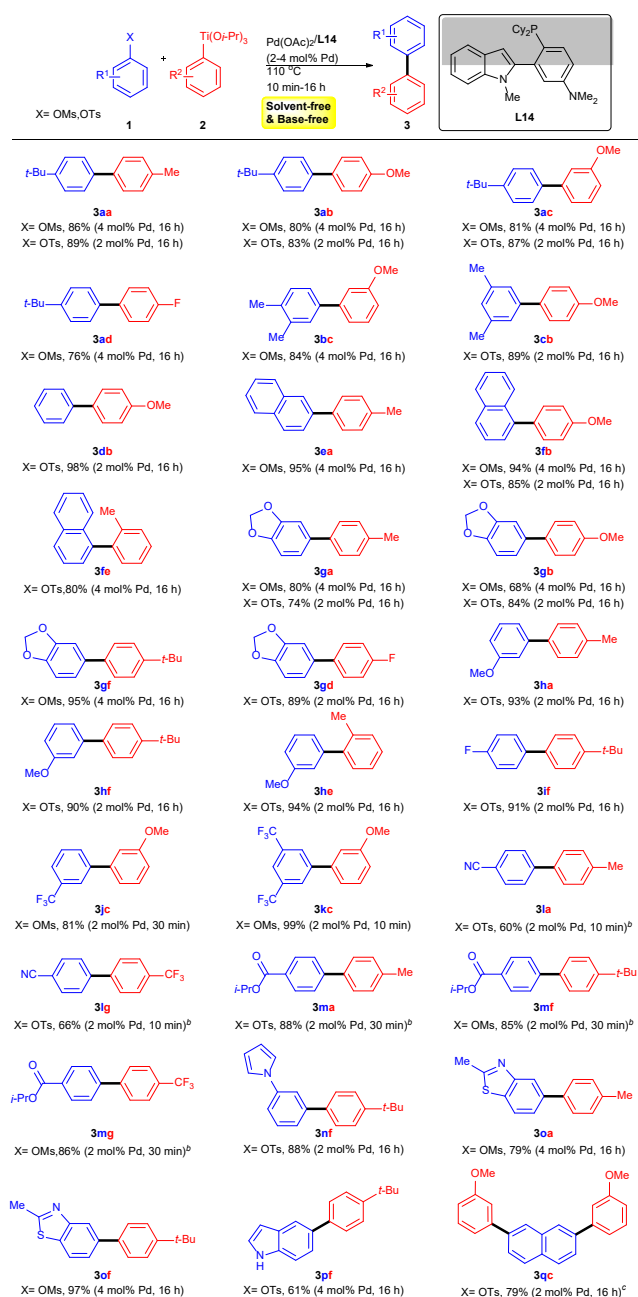 X
R1
X= OMs,OTs
1
+
Ti(Oi-Pr)3
R2
2
Pd(OAc)2/L14
(2-4 mol% Pd)
110 oC
10 min-16 h
Solvent-free
& Base-free
R1
R2
3
Cy2P
N
Me
NMe2
L14
t-Bu
Me
3aa
X= OMs, 86% (4 mol% Pd, 16 h)
X= OTs, 89% (2 mol% Pd, 16 h)
t-Bu
OMe
3ab
X= OMs, 80% (4 mol% Pd, 16 h)
X= OTs, 83% (2 mol% Pd, 16 h)
t-Bu
OMe
3ac
X= OMs, 81% (4 mol% Pd, 16 h)
X= OTs, 87% (2 mol% Pd, 16 h)
t-Bu
F
3ad
X= OMs, 76% (4 mol% Pd, 16 h)
Me
Me
OMe
3bc
X= OMs, 84% (4 mol% Pd, 16 h)
Me
Me
OMe
3cb
X= OTs, 89% (2 mol% Pd, 16 h)
OMe
3db
X= OTs, 98% (2 mol% Pd, 16 h)
Me
3ea
X= OMs, 95% (4 mol% Pd, 16 h)
OMe
3fb
X= OMs, 94% (4 mol% Pd, 16 h)
X= OTs, 85% (2 mol% Pd, 16 h)
Me
3fe
X= OTs,80% (4 mol% Pd, 16 h)
O
O
Me
3ga
X= OMs, 80% (4 mol% Pd, 16 h)
X= OTs, 74% (2 mol% Pd, 16 h)
O
O
OMe
3gb
X= OMs, 68% (4 mol% Pd, 16 h)
X= OTs, 84% (2 mol% Pd, 16 h)
O
O
t-Bu
3gf
X= OMs, 95% (4 mol% Pd, 16 h)
O
O
F
3gd
X= OTs, 89% (2 mol% Pd, 16 h)
MeO
Me
3ha
X= OTs, 93% (2 mol% Pd, 16 h)
MeO
t-Bu
3hf
X= OTs, 90% (2 mol% Pd, 16 h)
MeO
Me
3he
X= OTs, 94% (2 mol% Pd, 16 h)
F
t-Bu
3if
X= OTs, 91% (2 mol% Pd, 16 h)
F3C
OMe
3jc
X= OMs, 81% (2 mol% Pd, 30 min)
F3C
F3C
OMe
3kc
X= OMs, 99% (2 mol% Pd, 10 min)
NC
Me
3la
X= OTs, 60% (2 mol% Pd, 10 min)b
NC
CF3
3lg
X= OTs, 66% (2 mol% Pd, 10 min)b
O
i-PrO
Me
3ma
X= OTs, 88% (2 mol% Pd, 30 min)b
O
i-PrO
t-Bu
3mf
X= OMs, 85% (2 mol% Pd, 30 min)b
O
i-PrO
CF3
3mg
X= OMs,86% (2 mol% Pd, 30 min)b
N
t-Bu
3nf
X= OTs, 88% (2 mol% Pd, 16 h)
Me
N
S
Me
3oa
X= OMs, 79% (4 mol% Pd, 16 h)
Me
N
S
t-Bu
3of
X= OMs, 97% (4 mol% Pd, 16 h)
N
H
t-Bu
3pf
X= OTs, 61% (4 mol% Pd, 16 h)
OMe
OMe
3qc
X= OTs, 79% (2 mol% Pd, 16 h)c